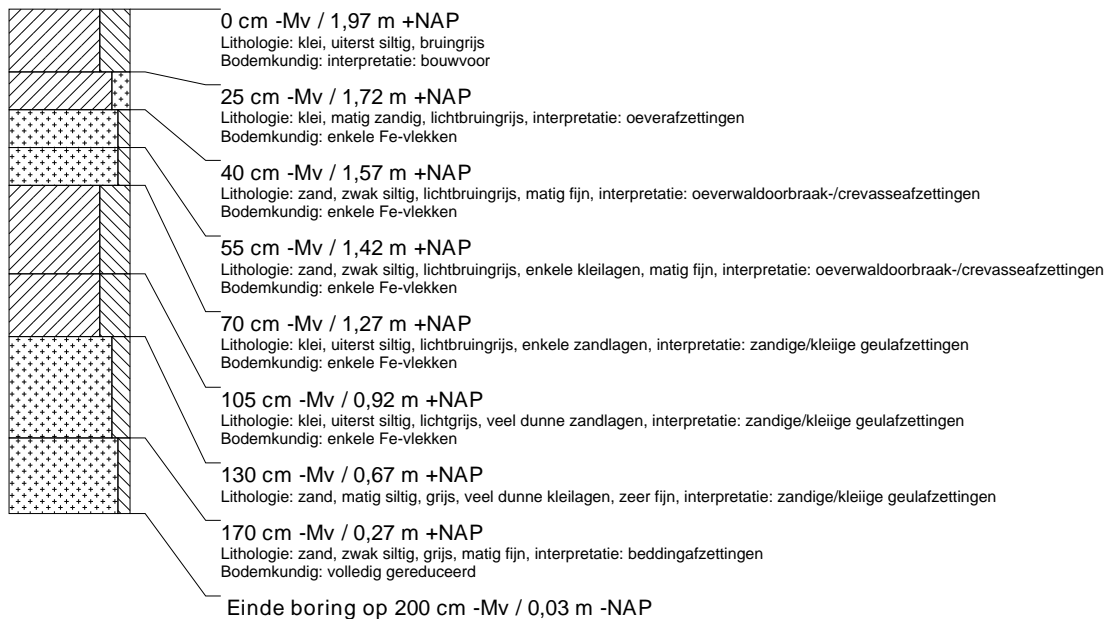 0 cm -Mv / 1,97 m +NAP
Lithologie: klei, uiterst siltig, bruingrijs
Bodemkundig: interpretatie: bouwvoor
25 cm -Mv / 1,72 m +NAP
Lithologie: klei, matig zandig, lichtbruingrijs, interpretatie: oeverafzettingen
Bodemkundig: enkele Fe-vlekken
40 cm -Mv / 1,57 m +NAP
Lithologie: zand, zwak siltig, lichtbruingrijs, matig fijn, interpretatie: oeverwaldoorbraak-/crevasseafzettingen
Bodemkundig: enkele Fe-vlekken
55 cm -Mv / 1,42 m +NAP
Lithologie: zand, zwak siltig, lichtbruingrijs, enkele kleilagen, matig fijn, interpretatie: oeverwaldoorbraak-/crevasseafzettingen
Bodemkundig: enkele Fe-vlekken
70 cm -Mv / 1,27 m +NAP
Lithologie: klei, uiterst siltig, lichtbruingrijs, enkele zandlagen, interpretatie: zandige/kleiige geulafzettingen
Bodemkundig: enkele Fe-vlekken
105 cm -Mv / 0,92 m +NAP
Lithologie: klei, uiterst siltig, lichtgrijs, veel dunne zandlagen, interpretatie: zandige/kleiige geulafzettingen
Bodemkundig: enkele Fe-vlekken
130 cm -Mv / 0,67 m +NAP
Lithologie: zand, matig siltig, grijs, veel dunne kleilagen, zeer fijn, interpretatie: zandige/kleiige geulafzettingen
170 cm -Mv / 0,27 m +NAP
Lithologie: zand, zwak siltig, grijs, matig fijn, interpretatie: beddingafzettingen
Bodemkundig: volledig gereduceerd
Einde boring op 200 cm -Mv / 0,03 m -NAP